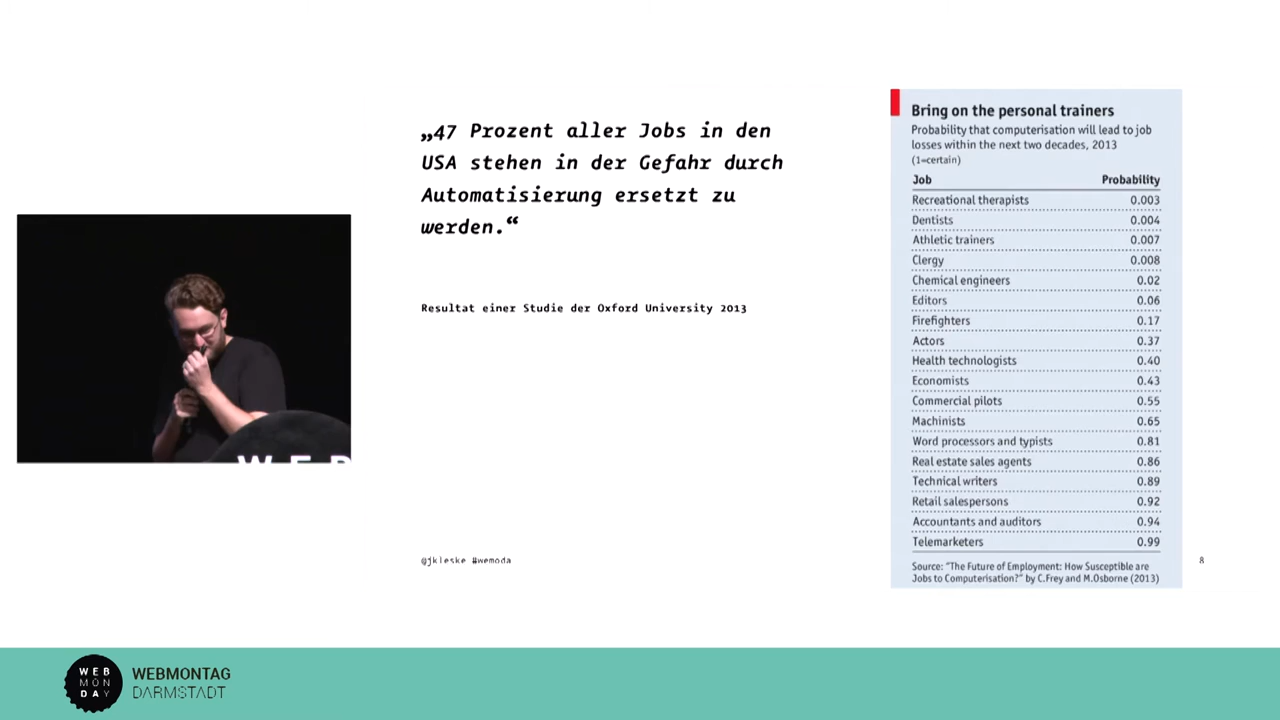 „47 Prozent aller Jobs in den
USA stehen in der Gefahr durch
Automatisierung ersetzt zu
werden.“
Resultat einer Studie der Oxford University 2013
@jkleske #wemoda
Bring on the personal trainers
Probability that computerisation will lead to job
losses within the next two decades, 2013
(1=certain)
Job Probability
Recreational therapists 0.003
Dentists 0.004
Athletic trainers 0.007
Clergy 0.008
Chemical engineers 0.02
Editors 0.06
Firefighters 0.17
Actors 0.37
Health technologists 0.40
Economists 0.43
Commercial pilots 0.55
Machinists 0.65
Word processors and typists 0.81
Real estate sales agents 0.86
Technical writers 0.89
Retail salespersons 0.92
Accountants and auditors 0.94
Telemarketers 0.99
Source: "The Future of Employment: How Susceptible are
Jobs to Computerisation?" by C.Frey and M.Osborne (2013)
8
WEB
MON
DAY
WEBMONTAG
DARMSTADT